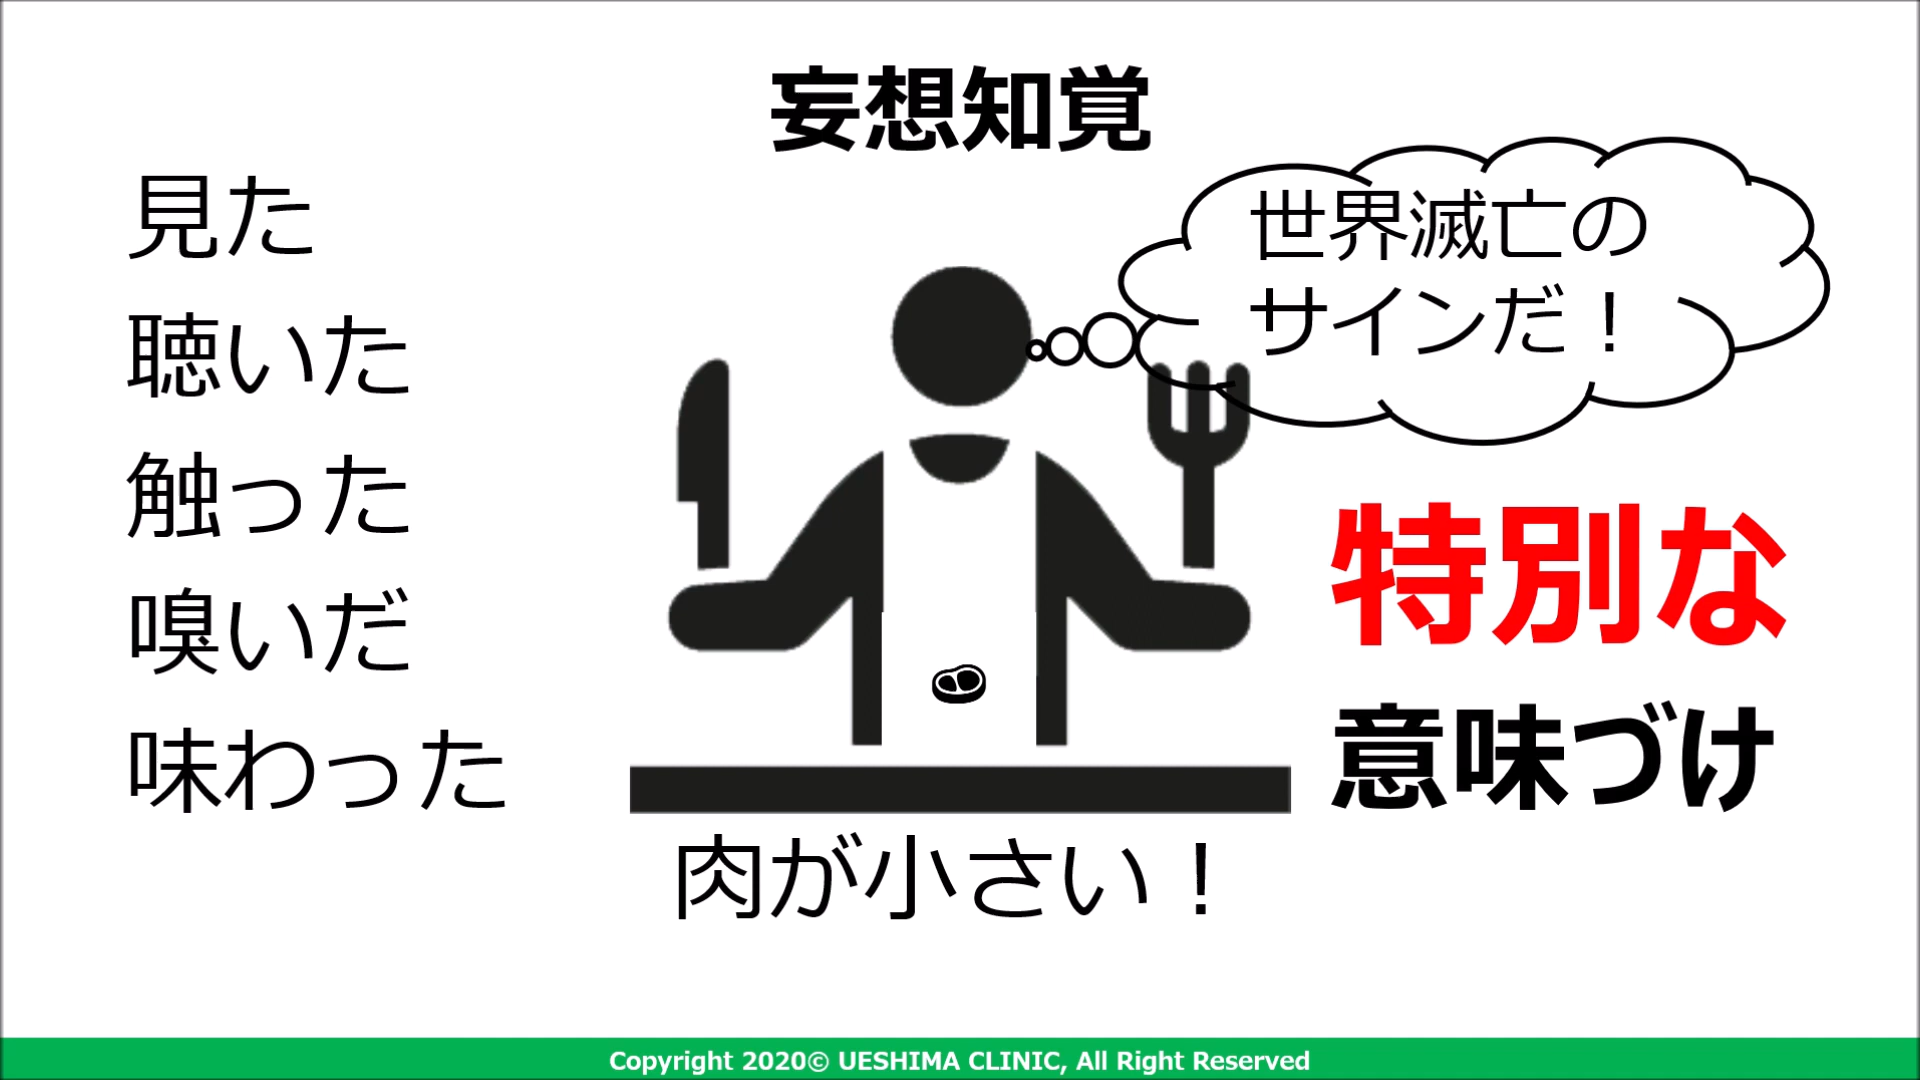 妄想知覚
見た
聴いた
触った
嗅いだ
味わった
世界滅亡の
サインだ！
特別な
意味づけ
肉が小さい！
Copyright 2020© UESHIMA CLINIC, All Right Reserved